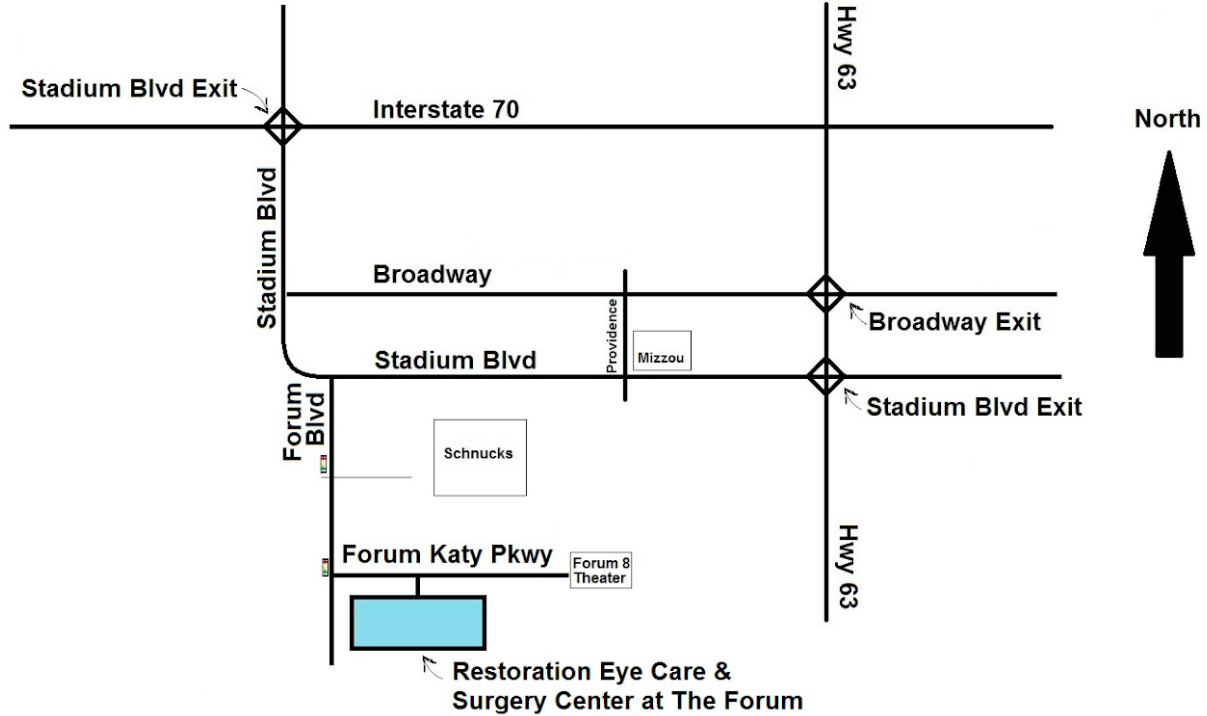 Hwy 63
Stadium Blvd Exit
Interstate 70
North
Stadium Blvd
Broadway
Broadway Exit
Providence
Mizzou
Stadium Blvd
Stadium Blvd Exit
Forum
Blvd
Schnucks
Hwy 63
Forum Katy Pkwy
Forum 8
Theater
Restoration Eye Care &
Surgery Center at The Forum